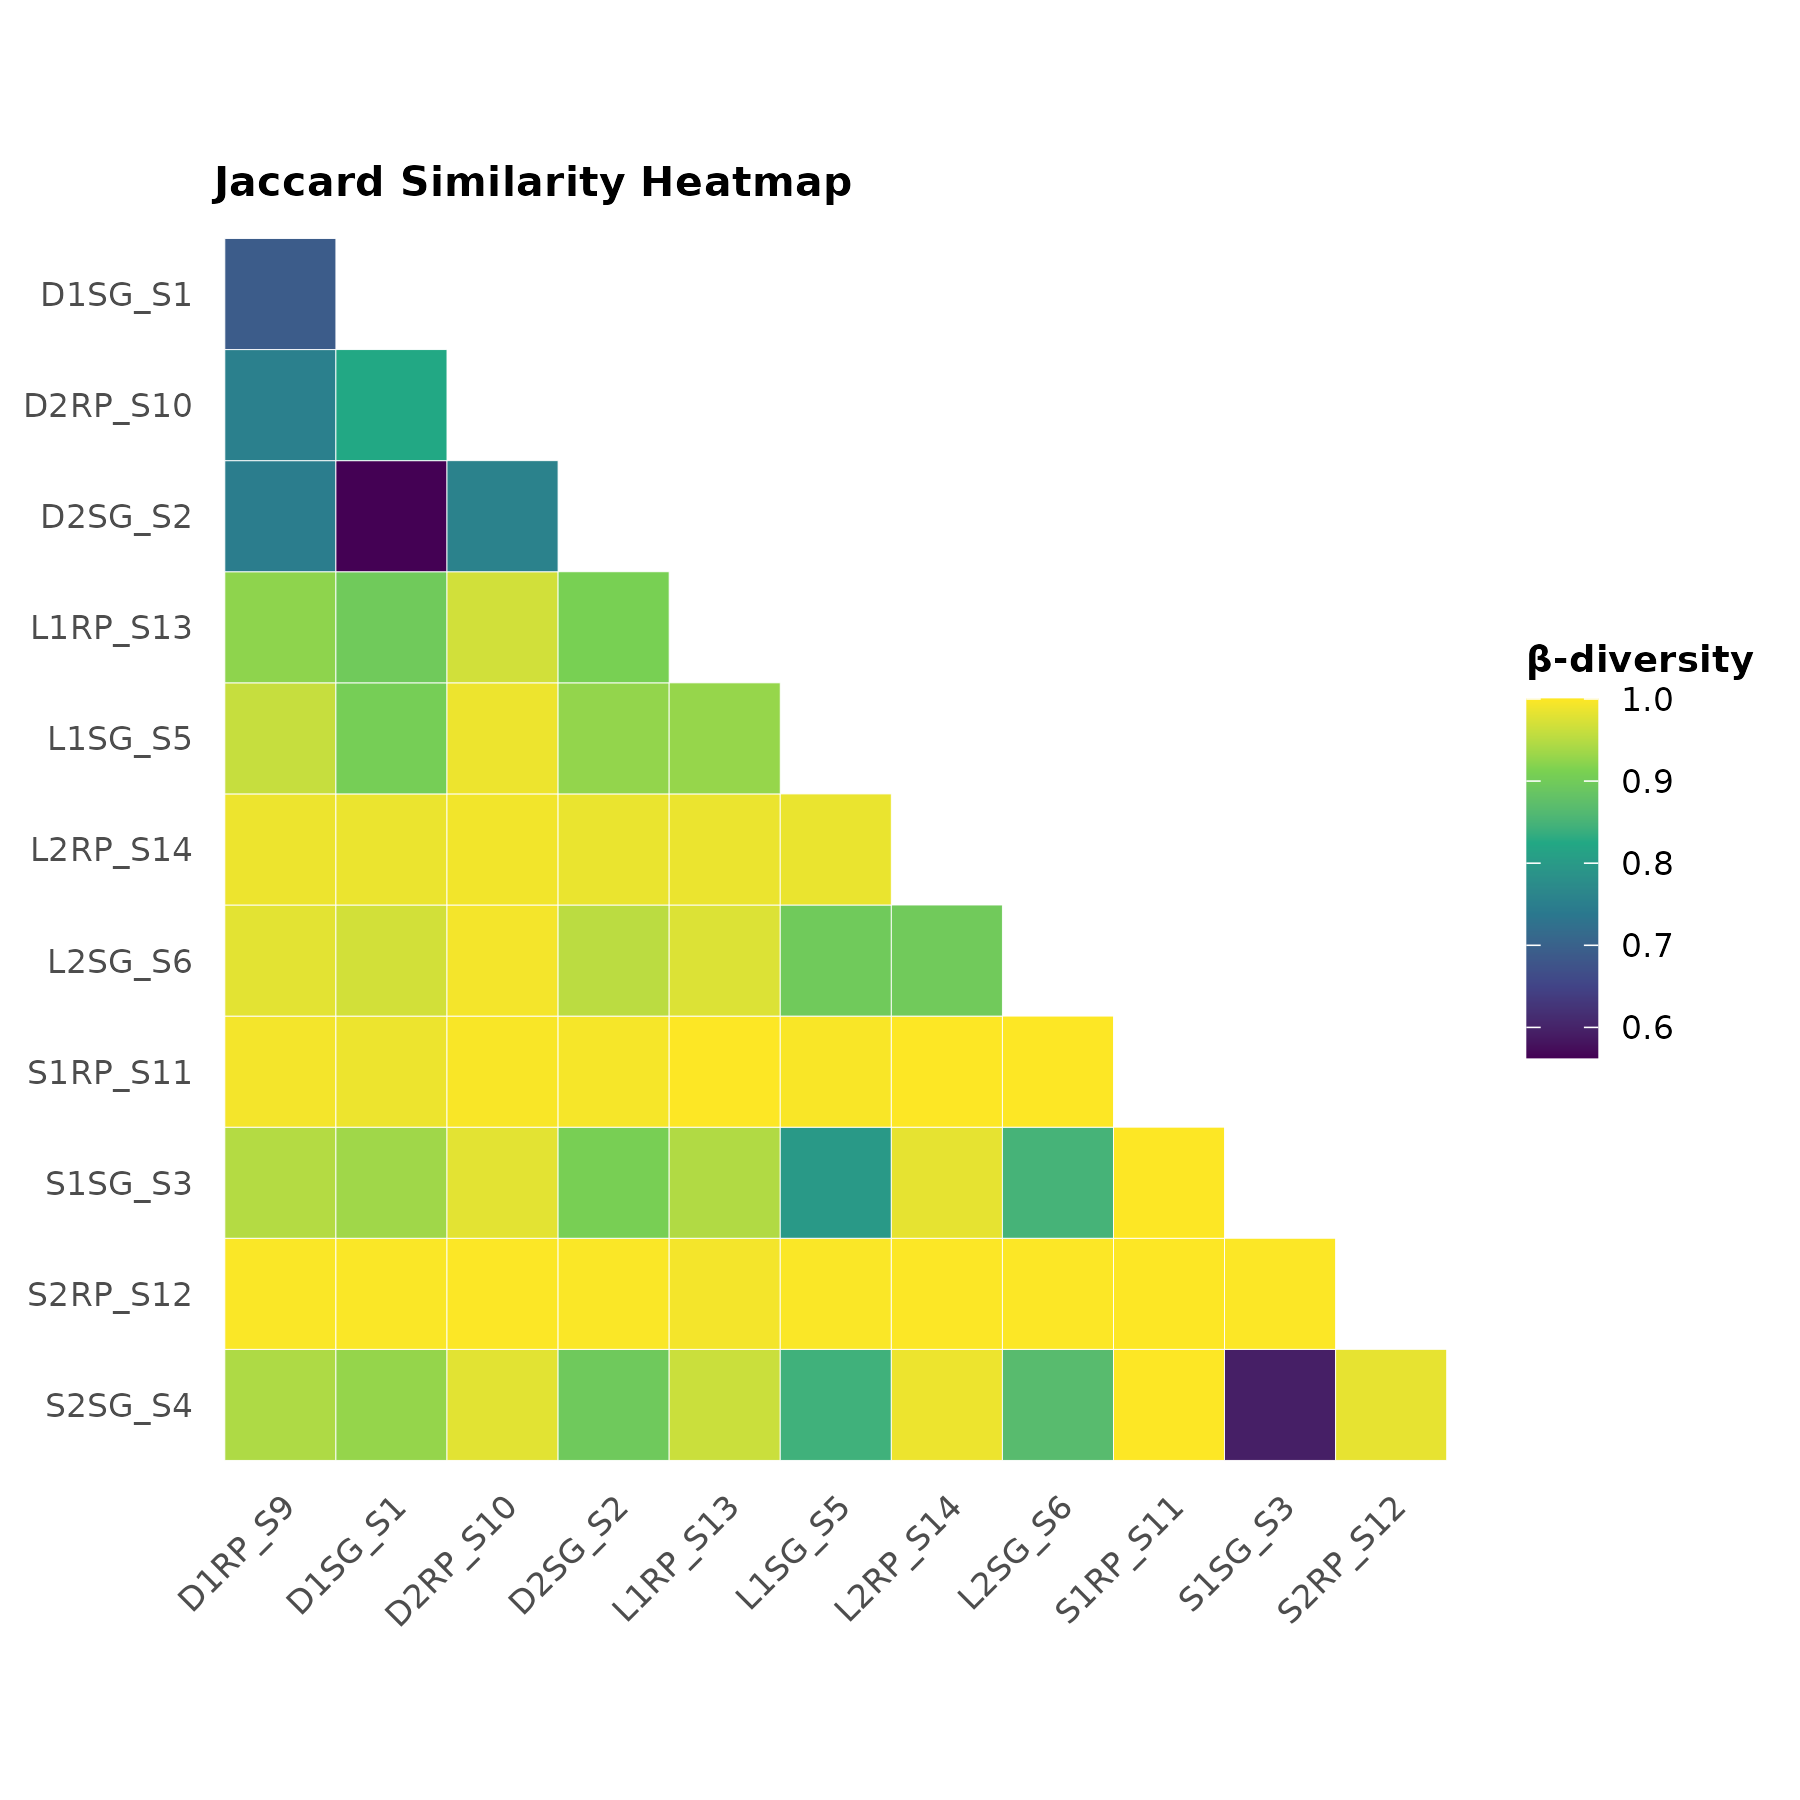 Jaccard Similarity Heatmap
D1SG_S1
D2RP_S10
D2SG_S2
L1RP_S13
L1SG_S5
L2RP_S14
L2SG_S6
S1RP_S11
S1SG_S3
S2RP_S12
S2SG_S4
D1RP_S9
D1SG_S1
D2RP_S10
D2SG_S2
L1RP_S13
L1SG_S5
L2RP_S14
L2SG_S6
S1RP_S11
S1SG_S3
S2RP_S12
β-diversity
1.0
0.9
0.8
0.7
0.6